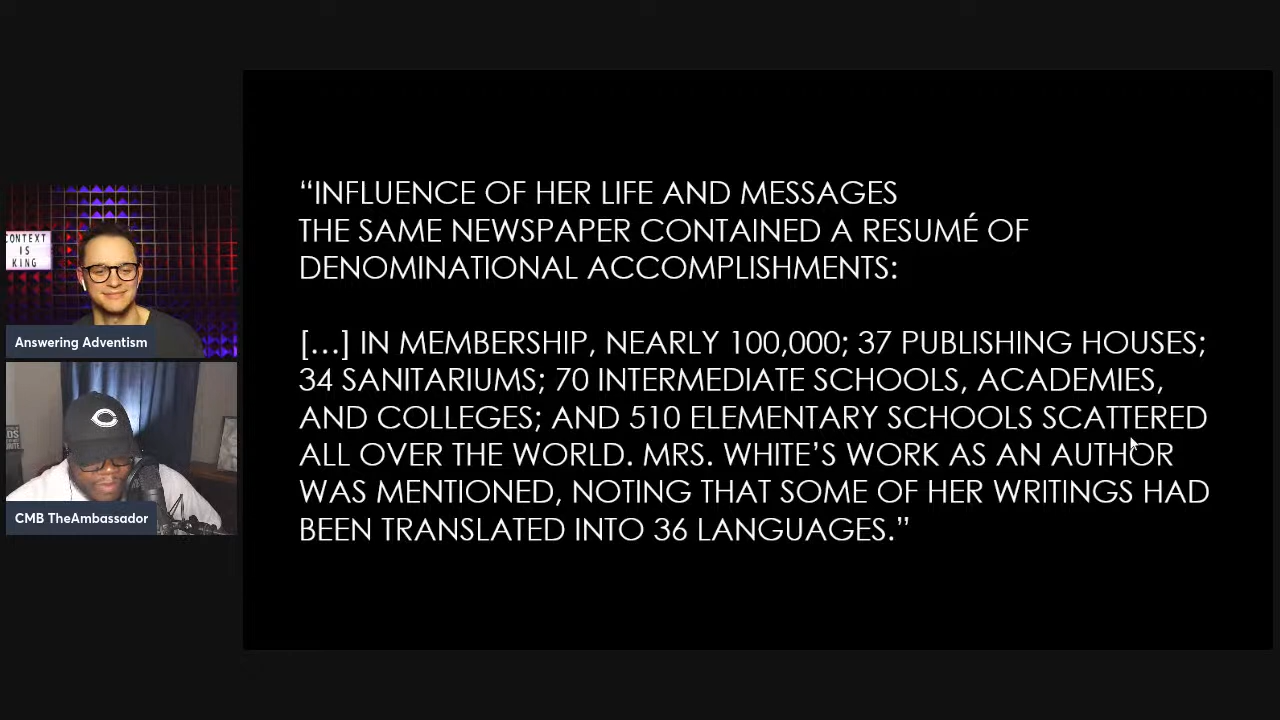 CONTEXT
IS
KING
Answering Adventism
CMB TheAmbassador
“INFLUENCE OF HER LIFE AND MESSAGES
THE SAME NEWSPAPER CONTAINED A RESUMÉ OF
DENOMINATIONAL ACCOMPLISHMENTS:
[…] IN MEMBERSHIP, NEARLY 100,000; 37 PUBLISHING HOUSES;
34 SANITARIUMS; 70 INTERMEDIATE SCHOOLS, ACADEMIES,
AND COLLEGES; AND 510 ELEMENTARY SCHOOLS SCATTERED
ALL OVER THE WORLD. MRS. WHITE’S WORK AS AN AUTHOR
WAS MENTIONED, NOTING THAT SOME OF HER WRITINGS HAD
BEEN TRANSLATED INTO 36 LANGUAGES.”